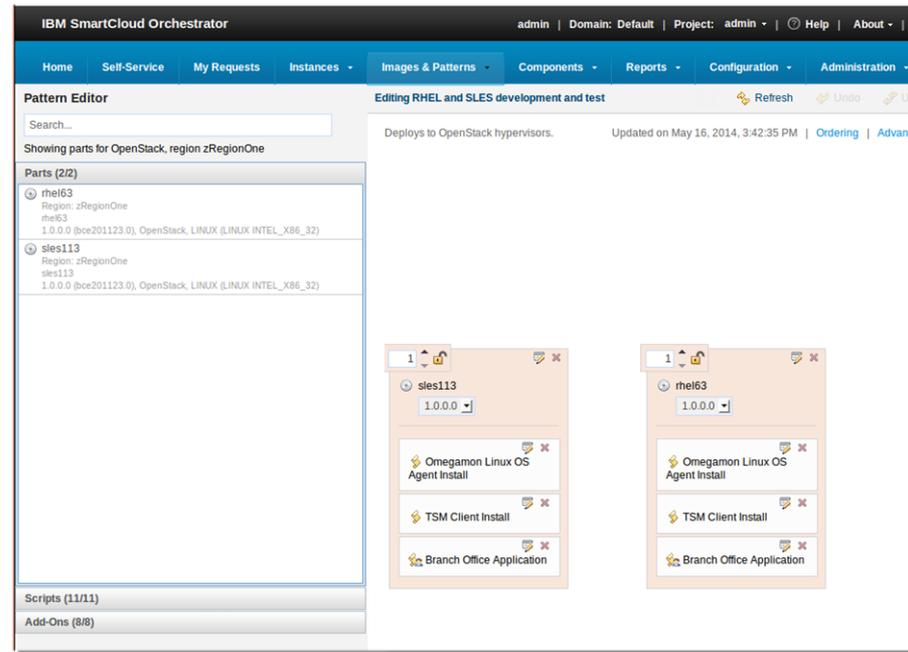 IBM SmartCloud Orchestrator
admin | Domain: Default | Project: admin | Help | About |
Home Self-Service My Requests Instances Images & Patterns Components Reports Configuration Administration
Pattern Editor
Editing RHEL and SLES development and test
Refresh Undo
Search...
Deploys to OpenStack hypervisors.
Updated on May 16, 2014, 3:42:35 PM | Ordering | Advan
Showing parts for OpenStack, region zRegionOne
Parts (2/2)
rhel63
Region: zRegionOne
rhel63
1.0.0.0 (bce201123.0), OpenStack, LINUX (LINUX INTEL_X86_32)
sles113
Region: zRegionOne
sles113
1.0.0.0 (bce201123.0), OpenStack, LINUX (LINUX INTEL_X86_32)
1
sles113
1.0.0.0
Omegamon Linux OS
Agent Install
TSM Client Install
Branch Office Application
1
rhel63
1.0.0.0
Omegamon Linux OS
Agent Install
TSM Client Install
Branch Office Application
Scripts (11/11)
Add-Ons (8/8)